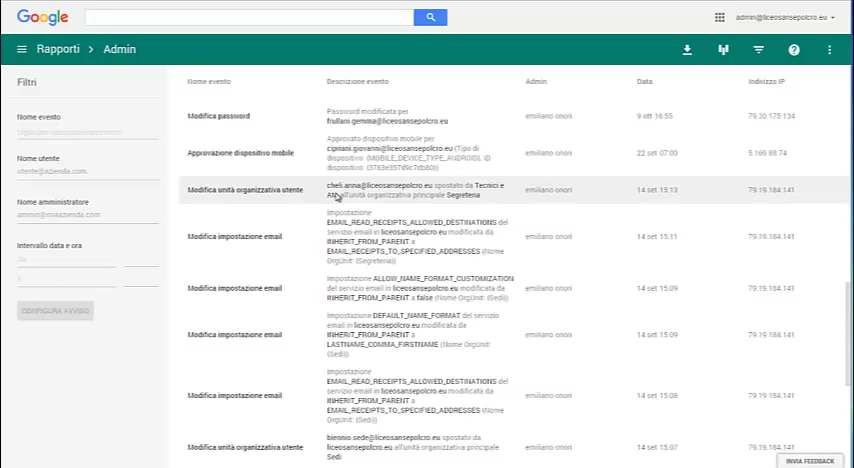 Google
admin@liceosansepolcro.eu
Rapporti > Admin
Filtri
Nome evento
Nome utente
utente@azienda.com
Nome amministratore
ammin@miaazienda.com
Intervallo data e ora
CONFIGURA AVVISO
Nome evento Descrizione evento Admin Data Indirizzo IP
Modifica password
Password modificata per
frullani.gemma@liceosansepolcro.eu
emiliano onori 9 ott 16:55 79.30.175.134
Approvazione dispositivo mobile
Approvato dispositivo mobile per
cipriani.giovanni@liceosansepolcro.eu (Tipo di
dispositivo: {MOBILE_DEVICE_TYPE_ANDROID}, ID
dispositivo: {3763e357d9c7db80})
emiliano onori 22 set 07:00 5.169.88.74
Modifica unità organizzativa utente
cheli.anna@liceosansepolcro.eu spostato da Tecnici e
all'unità organizzativa principale Segreteria
emiliano onori 14 set 15:13 79.19.184.141
Modifica impostazione email
Impostazione
EMAIL_READ_RECEIPTS_ALLOWED_DESTINATIONS del
servizio email in liceosansepolcro.eu modificata da
INHERIT_FROM_PARENT a
EMAIL_RECEIPTS_TO_SPECIFIED_ADDRESSES (Nome
OrgUnit: {Segreteria})
emiliano onori 14 set 15:11 79.19.184.141
Modifica impostazione email
Impostazione ALLOW_NAME_FORMAT_CUSTOMIZATION
del servizio email in liceosansepolcro.eu modificata da
INHERIT_FROM_PARENT a false (Nome OrgUnit: {Sedi})
emiliano onori 14 set 15:09 79.19.184.141
Modifica impostazione email
Impostazione DEFAULT_NAME_FORMAT del servizio
email in liceosansepolcro.eu modificata da
INHERIT_FROM_PARENT a
LASTNAME_COMMA_FIRSTNAME (Nome OrgUnit:
{Sedi})
emiliano onori 14 set 15:09 79.19.184.141
Modifica impostazione email
Impostazione
EMAIL_READ_RECEIPTS_ALLOWED_DESTINATIONS del
servizio email in liceosansepolcro.eu modificata da
INHERIT_FROM_PARENT a
EMAIL_RECEIPTS_TO_SPECIFIED_ADDRESSES (Nome
OrgUnit: {Sedi})
emiliano onori 14 set 15:08 79.19.184.141
Modifica unità organizzativa utente
biennio.sede@liceosansepolcro.eu spostato da
liceosansepolcro.eu all'unità organizzativa principale
Sedi
emiliano onori 14 set 15:07 79.19.184.141
INVIA FEEDBACK